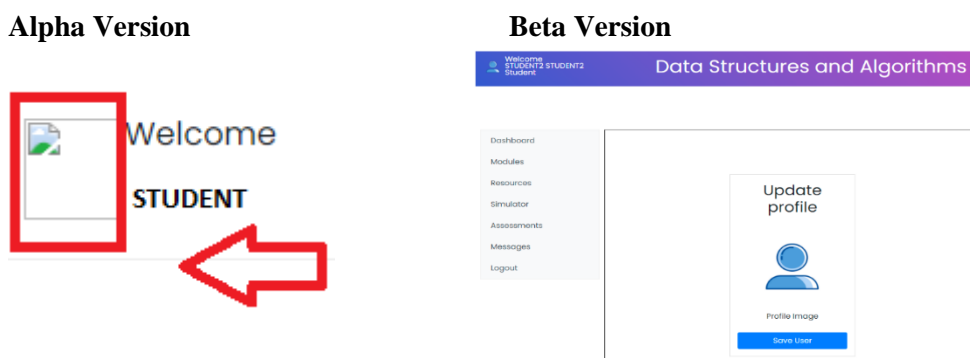 Alpha Version
Beta Version
Welcome
STUDENT
Welcome
STUDENT2 STUDENT2
Student
Data Structures and Algorithms
Dashboard
Modules
Resources
Simulator
Assessments
Messages
Logout
Update
profile
Profile Image
Save User